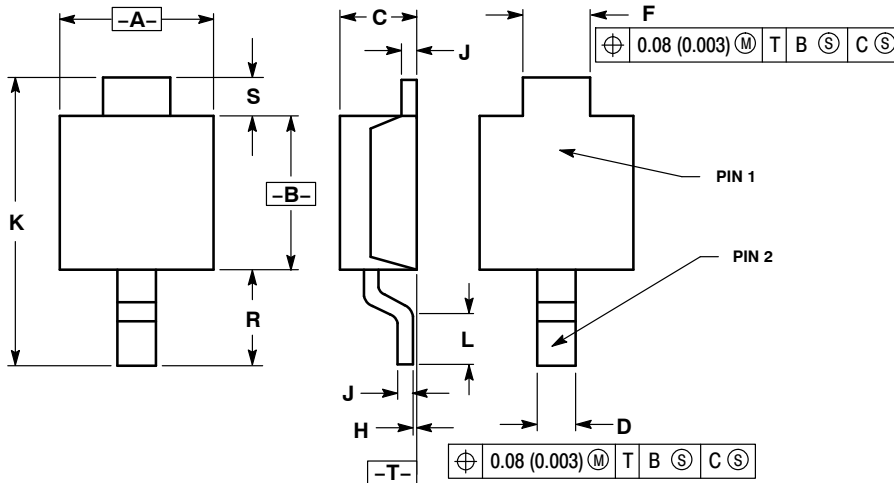 –A–
C
F
⌖ 0.08 (0.003) Ⓜ T B Ⓢ C Ⓢ
J
S
–B–
K
PIN 1
PIN 2
R
L
J
H
D
⌖ 0.08 (0.003) Ⓜ T B Ⓢ C Ⓢ
–T–